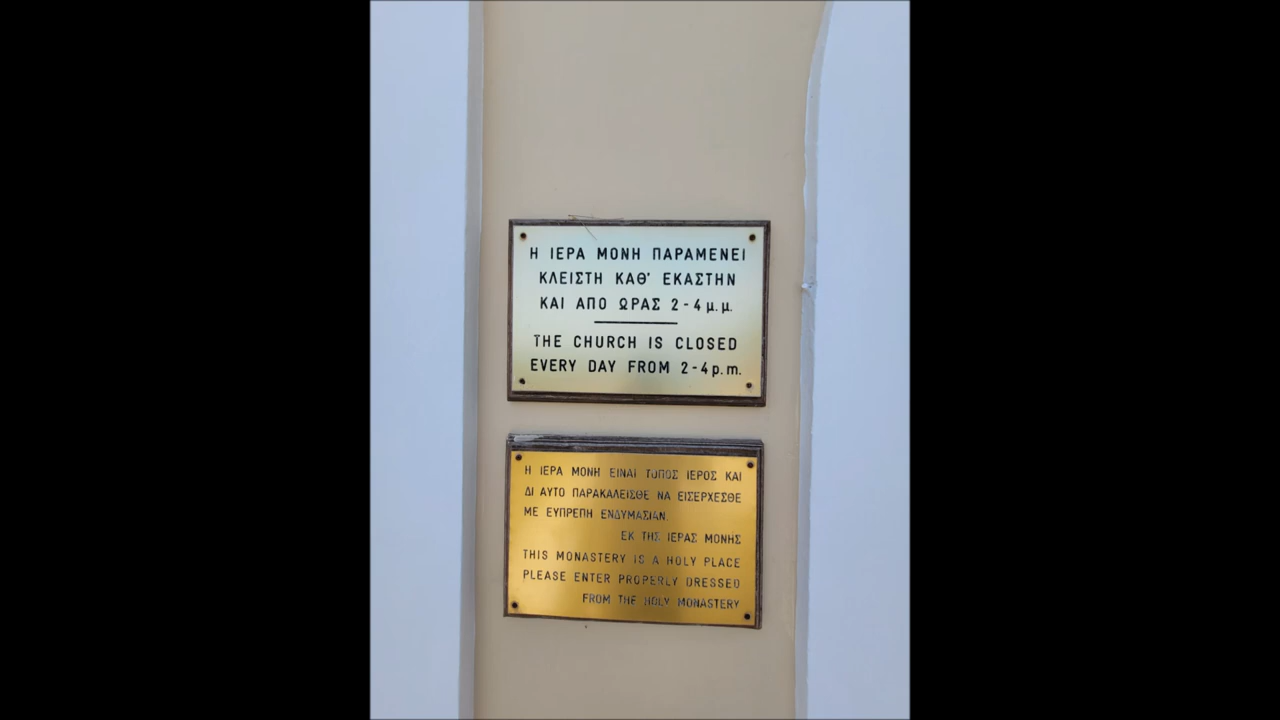 Η ΙΕΡΑ ΜΟΝΗ ΠΑΡΑΜΕΝΕΙ
ΚΛΕΙΣΤΗ ΚΑΘ' ΕΚΑΣΤΗΝ
ΚΑΙ ΑΠΟ ΩΡΑΣ 2-4 μ.μ.
THE CHURCH IS CLOSED
EVERY DAY FROM 2-4 p.m.
Η ΙΕΡΑ ΜΟΝΗ ΕΙΝΑΙ ΤΟΠΟΣ ΙΕΡΟΣ ΚΑΙ
ΔΙ ΑΥΤΟ ΠΑΡΑΚΑΛΕΙΣΘΕ ΝΑ ΕΙΣΕΡΧΕΣΘΕ
ΜΕ ΕΥΠΡΕΠΗ ΕΝΔΥΜΑΣΙΑΝ.
ΕΚ ΤΗΣ ΙΕΡΑΣ ΜΟΝΗΣ
THIS MONASTERY IS A HOLY PLACE
PLEASE ENTER PROPERLY DRESSED
FROM THE HOLY MONASTERY